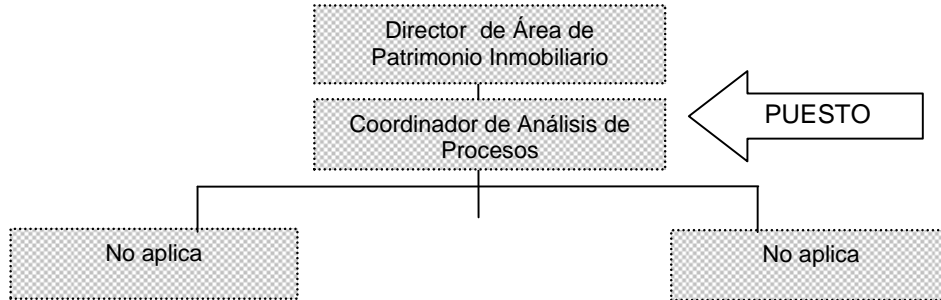 Director de Área de
Patrimonio Inmobiliario
Coordinador de Análisis de
Procesos
PUESTO
No aplica
No aplica